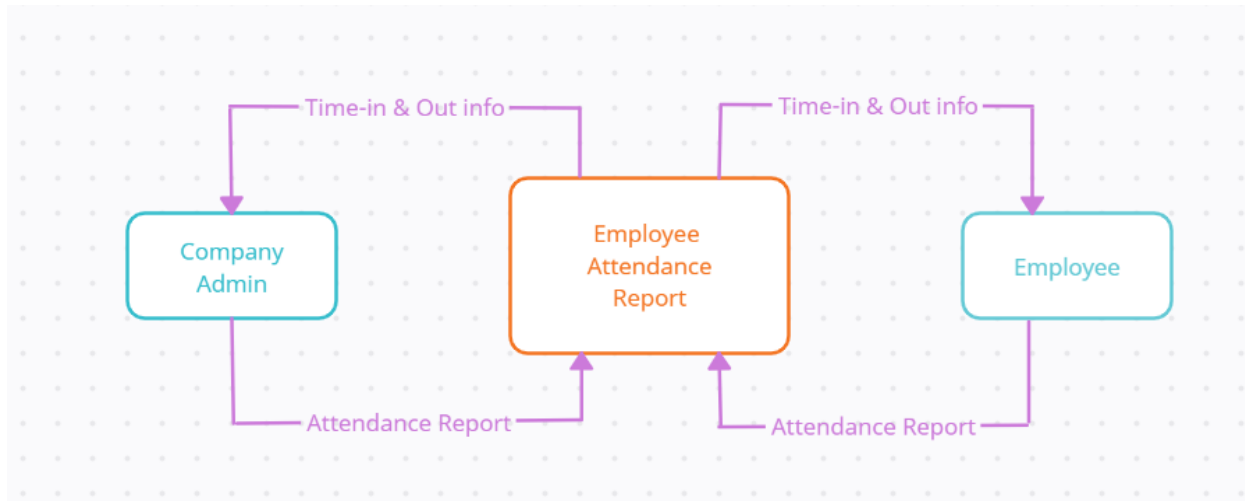 Time-in & Out info
Time-in & Out info
Company
Admin
Employee
Attendance
Report
Employee
Attendance Report
Attendance Report